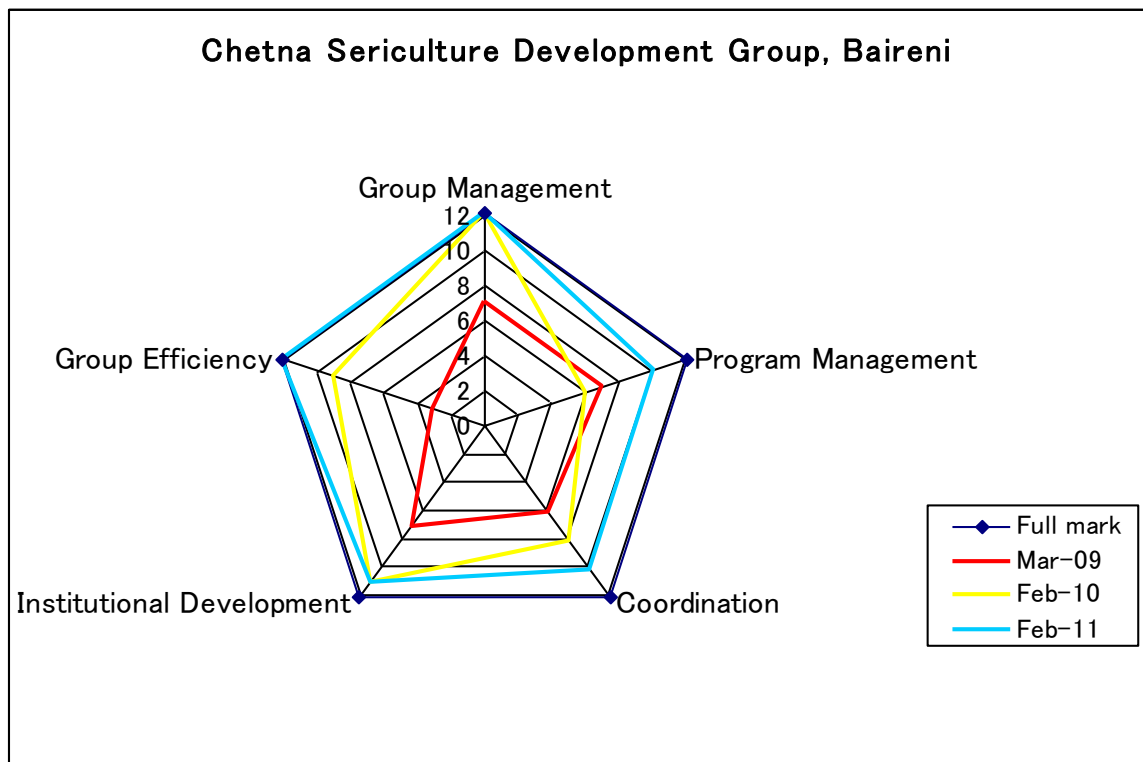 Chetna Sericulture Development Group, Baireni
Group Management
12
10
8
6
4
2
0
Group Efficiency
Program Management
Institutional Development
Coordination
Full mark
Mar-09
Feb-10
Feb-11